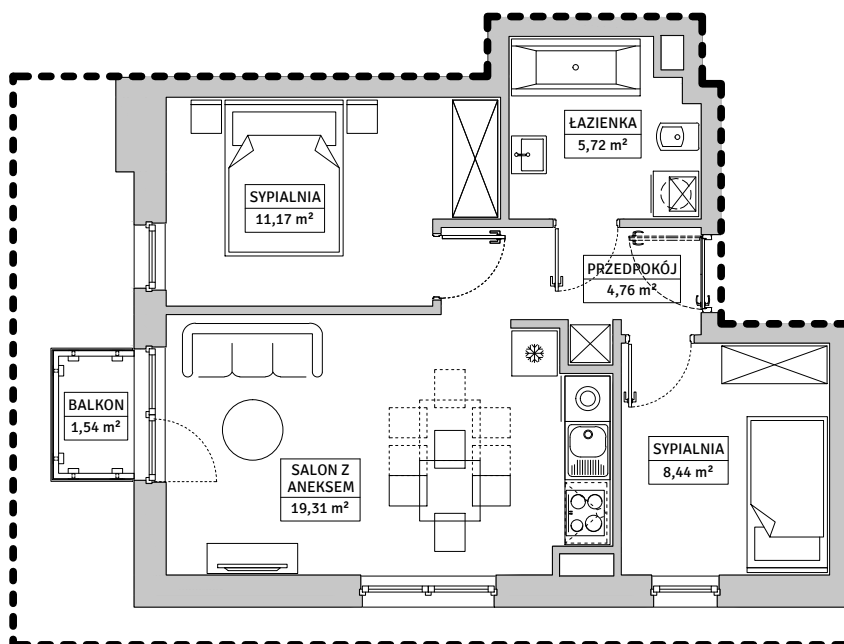 ŁAZIENKA
5,72 m²
SYPIALNIA
11,17 m²
PRZEDPOKÓJ
4,76 m²
BALKON
1,54 m²
SALON Z
ANEKSEM
19,31 m²
SYPIALNIA
8,44 m²